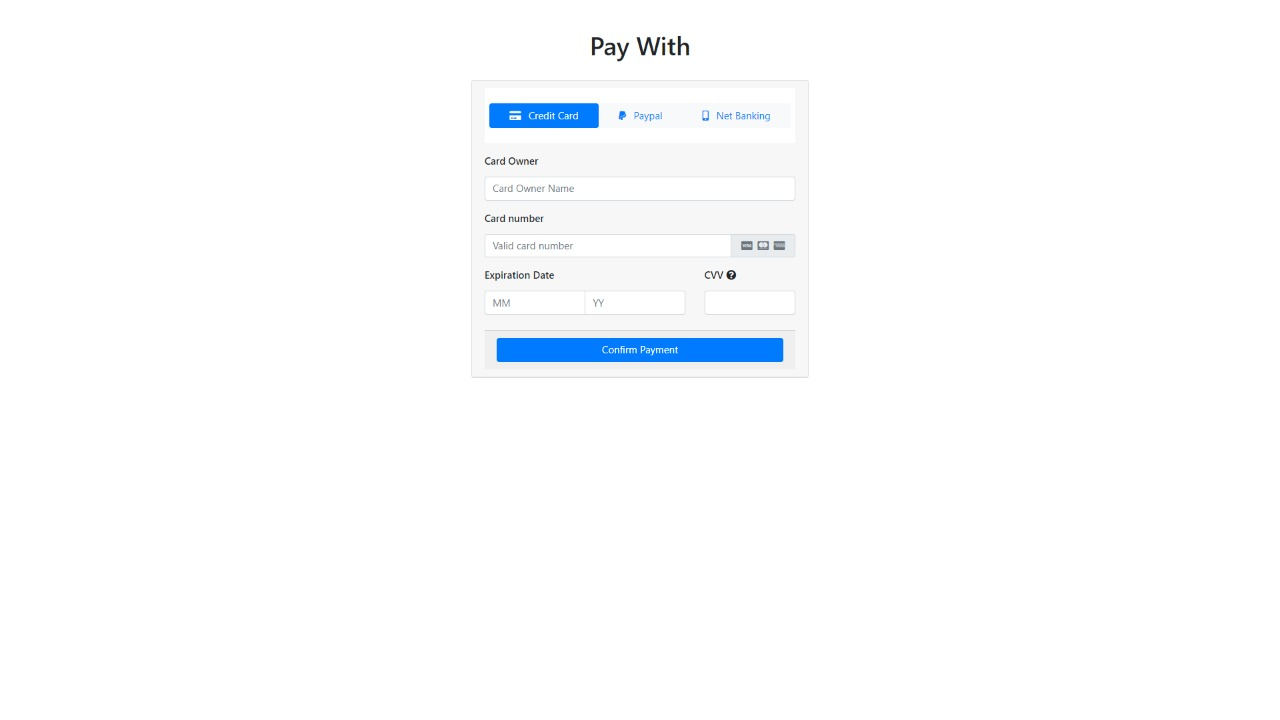 Pay With
Credit Card Paypal Net Banking
Card Owner
Card Owner Name
Card number
Valid card number
Expiration Date CVV
MM YY
Confirm Payment